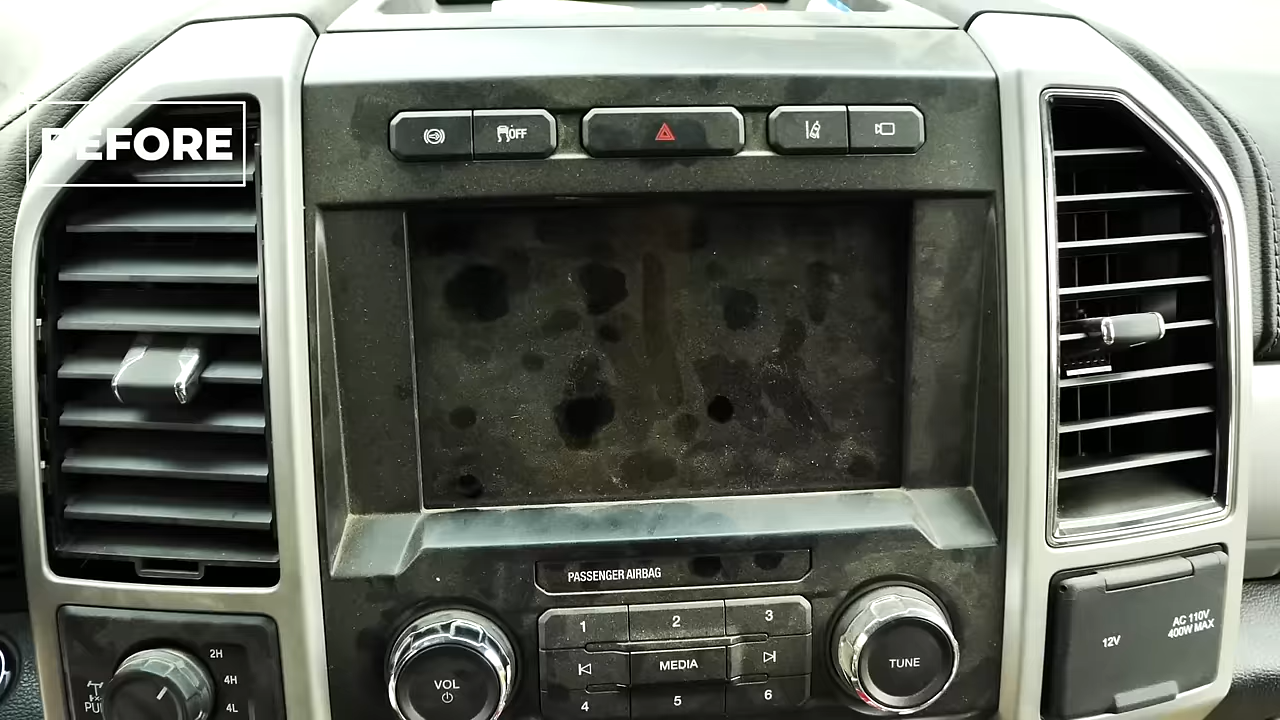 BEFORE
OFF
PASSENGER AIRBAG
1 2 3
MEDIA
4 5 6
VOL
TUNE
2H
4H
4L
12V
AC 110V
400W MAX